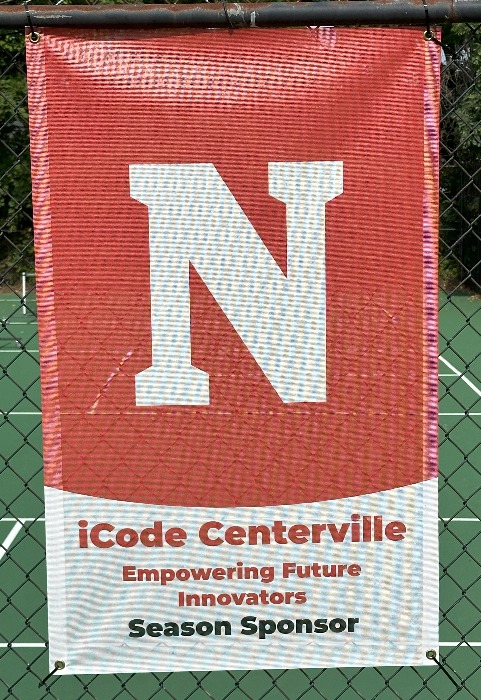 N
iCode Centerville
Empowering Future
Innovators
Season Sponsor